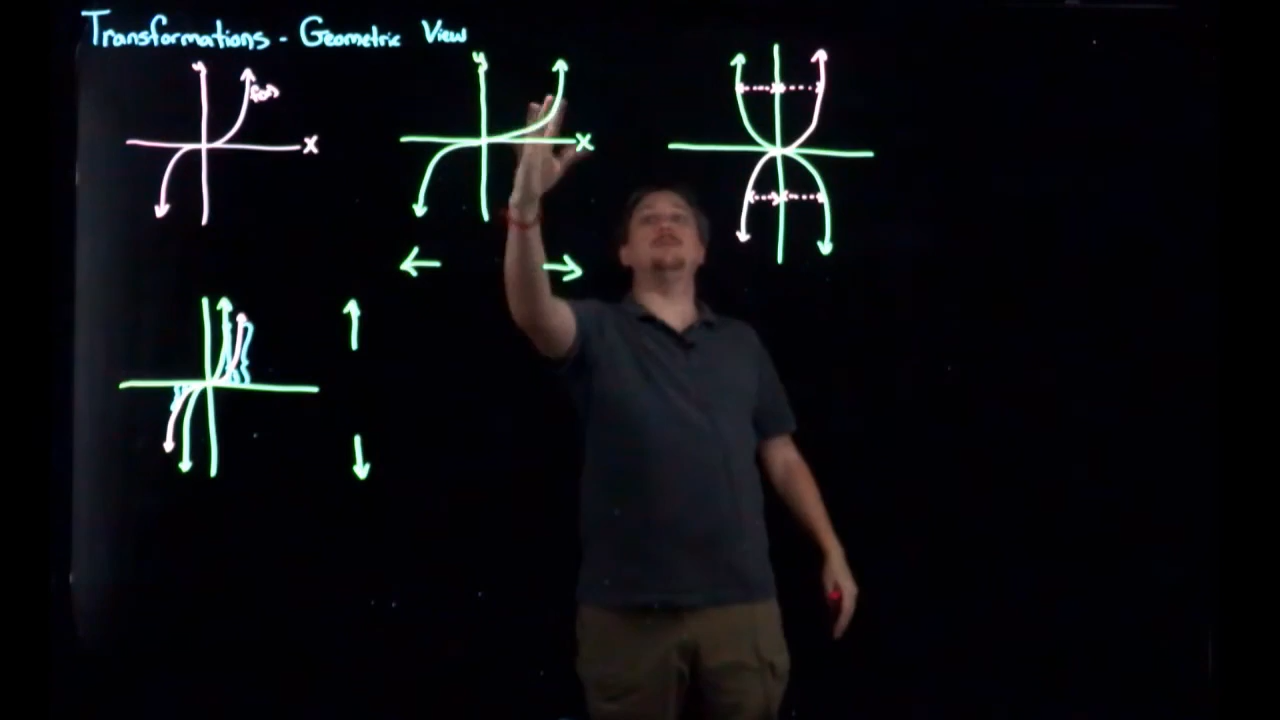 Transformations - Geometric View
y
f(x)
x
y
x